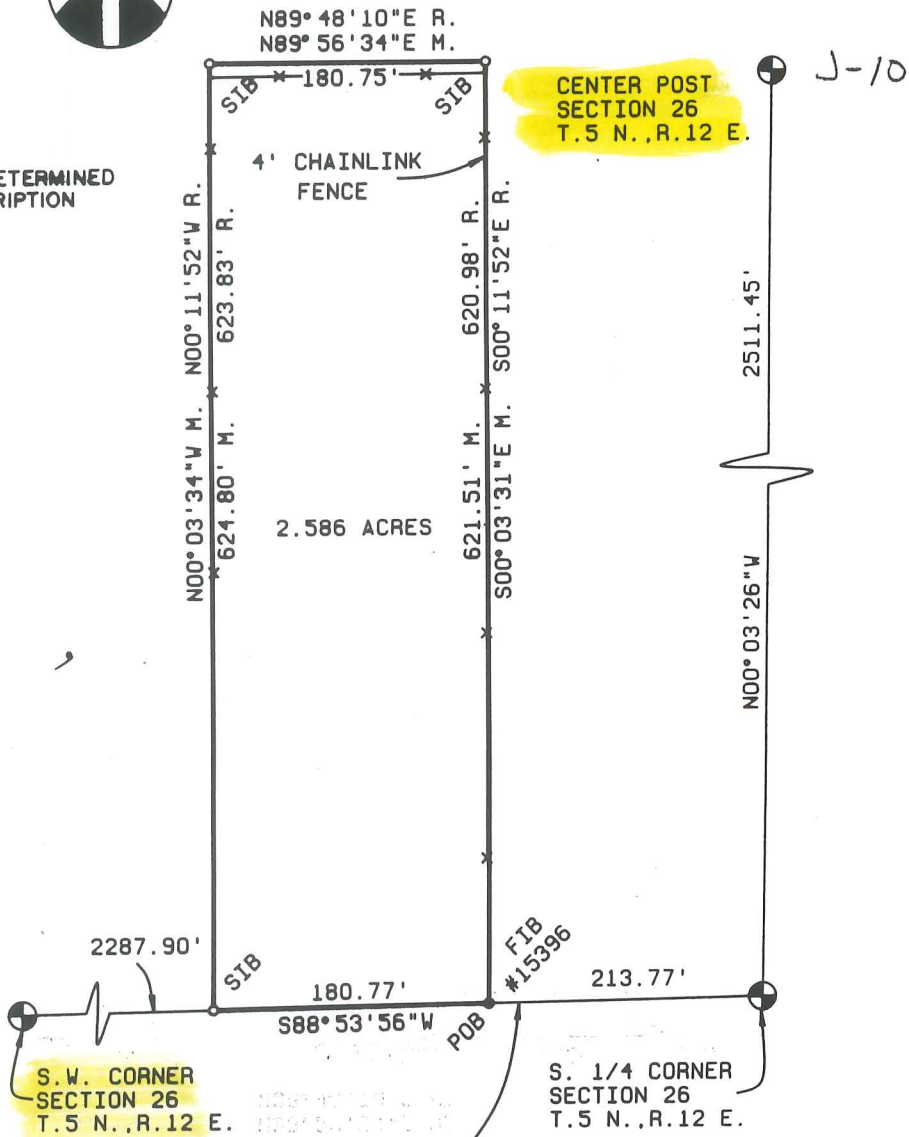 N89°48'10"E R.
N89°56'34"E M.
180.75'
SIB
SIB
CENTER POST
SECTION 26
T.5 N.,R.12 E.
J-10
4' CHAINLINK
FENCE
ETERMINED
RIPTION
N00°11'52"W R.
623.83' R.
N00°03'34"W M.
624.80' M.
2.586 ACRES
620.98' R.
S00°11'52"E R.
621.51' M.
S00°03'31"E M.
2511.45'
N00°03'26"W
2287.90'
SIB
180.77'
S88°53'56"W
FIB
#15396
POB
213.77'
S.W. CORNER
SECTION 26
T.5 N.,R.12 E.
S. 1/4 CORNER
SECTION 26
T.5 N.,R.12 E.